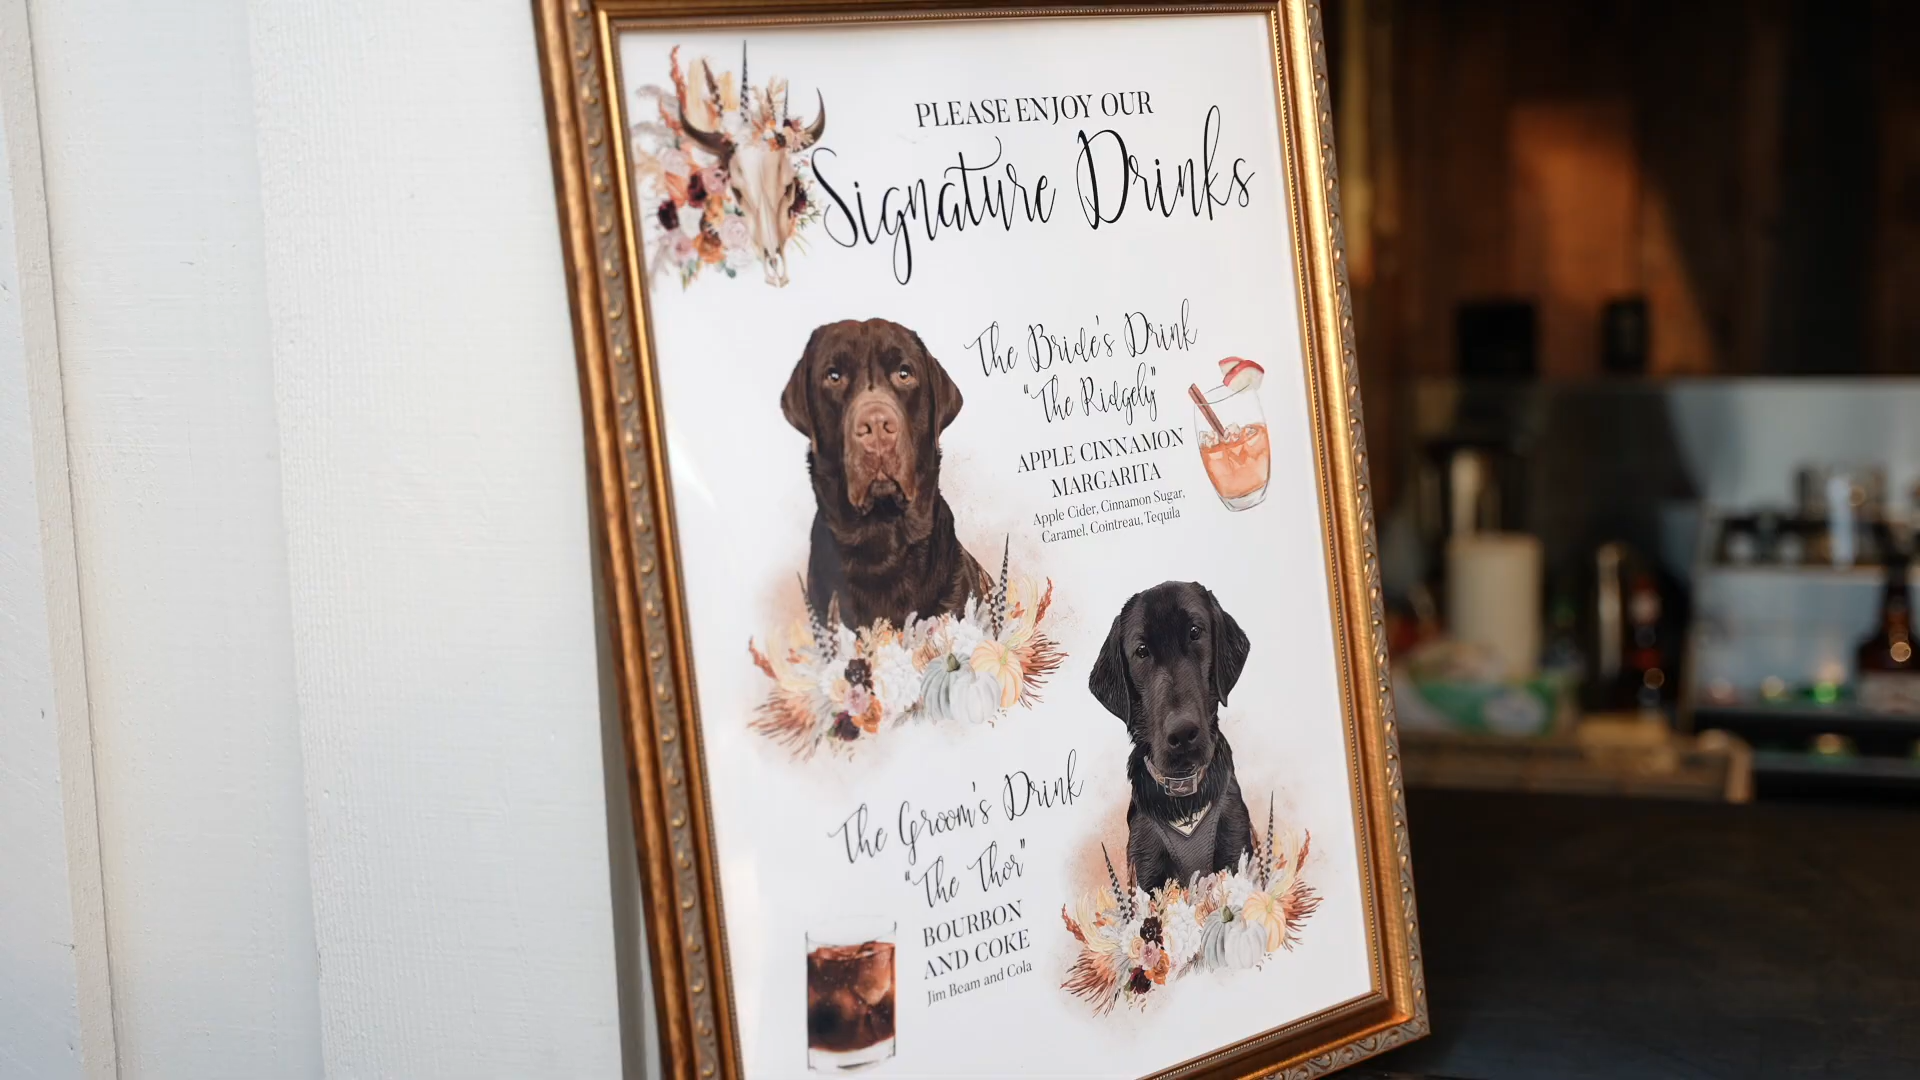 PLEASE ENJOY OUR
Signature Drinks
The Bride's Drink
"The Ridgely"
APPLE CINNAMON
MARGARITA
Apple Cider, Cinnamon Sugar,
Caramel, Cointreau, Tequila
The Groom's Drink
"The Thor"
BOURBON
AND COKE
Jim Beam and Cola